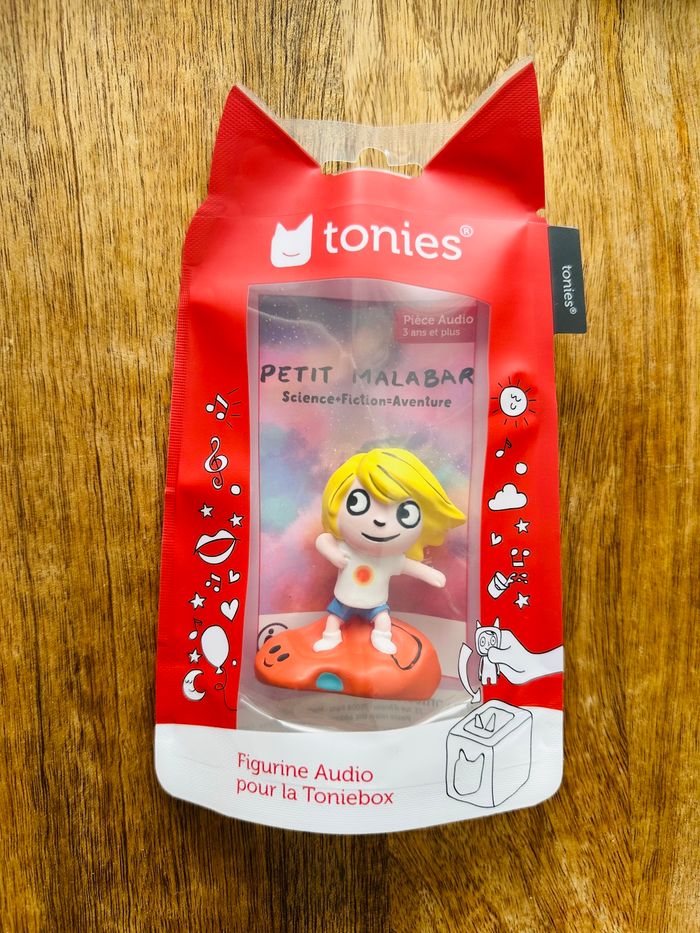 tonies®
tonies®
Pièce Audio
3 ans et plus
PETIT MALABAR
Science+Fiction=Aventure
Figurine Audio
pour la Toniebox